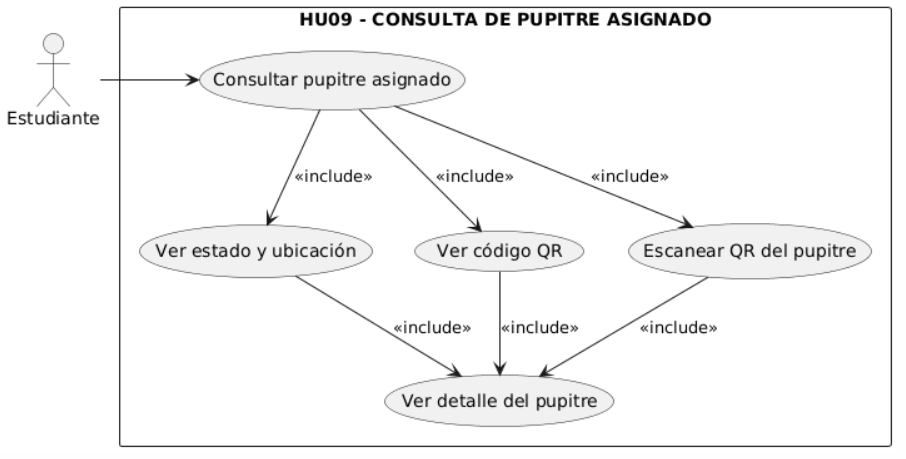 HU09 - CONSULTA DE PUPITRE ASIGNADO
Estudiante
Consultar pupitre asignado
«include»
«include»
«include»
Ver estado y ubicación
Ver código QR
Escanear QR del pupitre
«include»
«include»
«include»
Ver detalle del pupitre